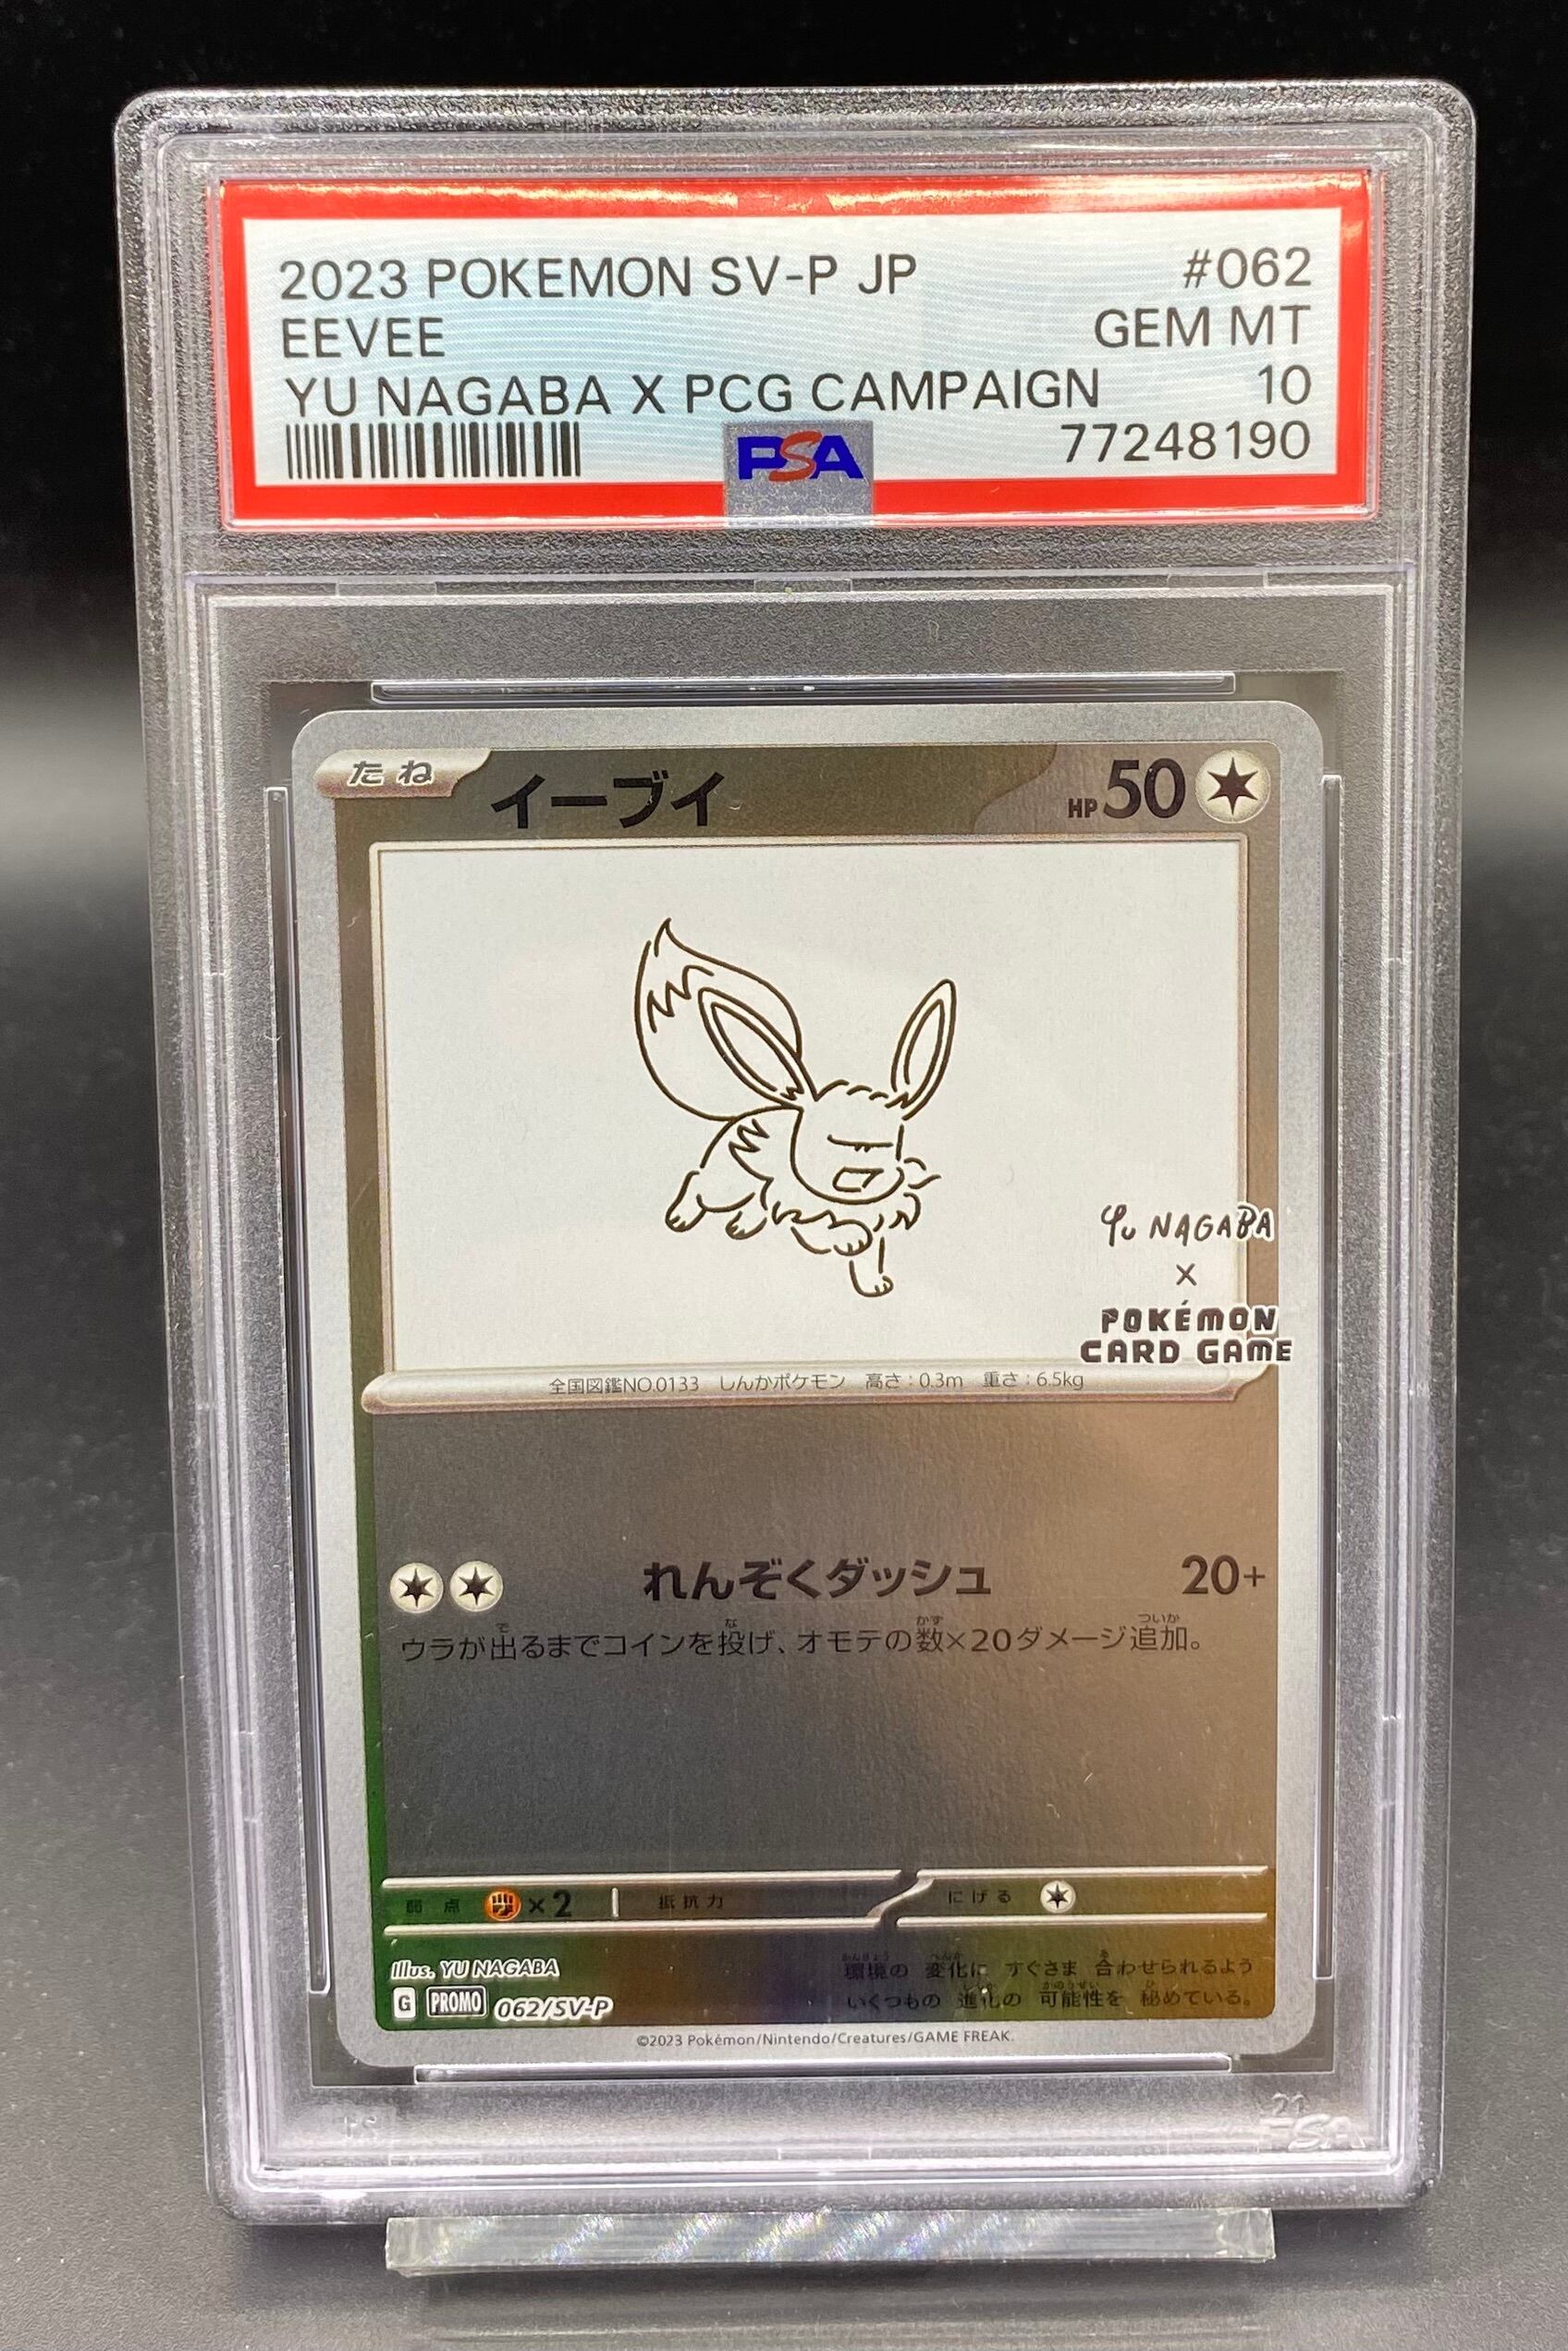 2023 POKEMON SV-P JP #062
EEVEE GEM MT
YU NAGABA X PCG CAMPAIGN 10
PSA 77248190
たね イーブイ HP 50
YU NAGABA
×
POKÉMON
CARD GAME
全国図鑑NO.0133 しんかポケモン 高さ:0.3m 重さ:6.5kg
れんぞくダッシュ 20+
ウラが出るまでコインを投げ、オモテの数×20ダメージ追加。
弱点 ×2 抵抗力 にげる
Illus. YU NAGABA
G PROMO 062/SV-P
環境の 変化に すぐさま 合わせられるよう
いくつもの 進化の 可能性を 秘めている。
©2023 Pokémon/Nintendo/Creatures/GAME FREAK.
PSA